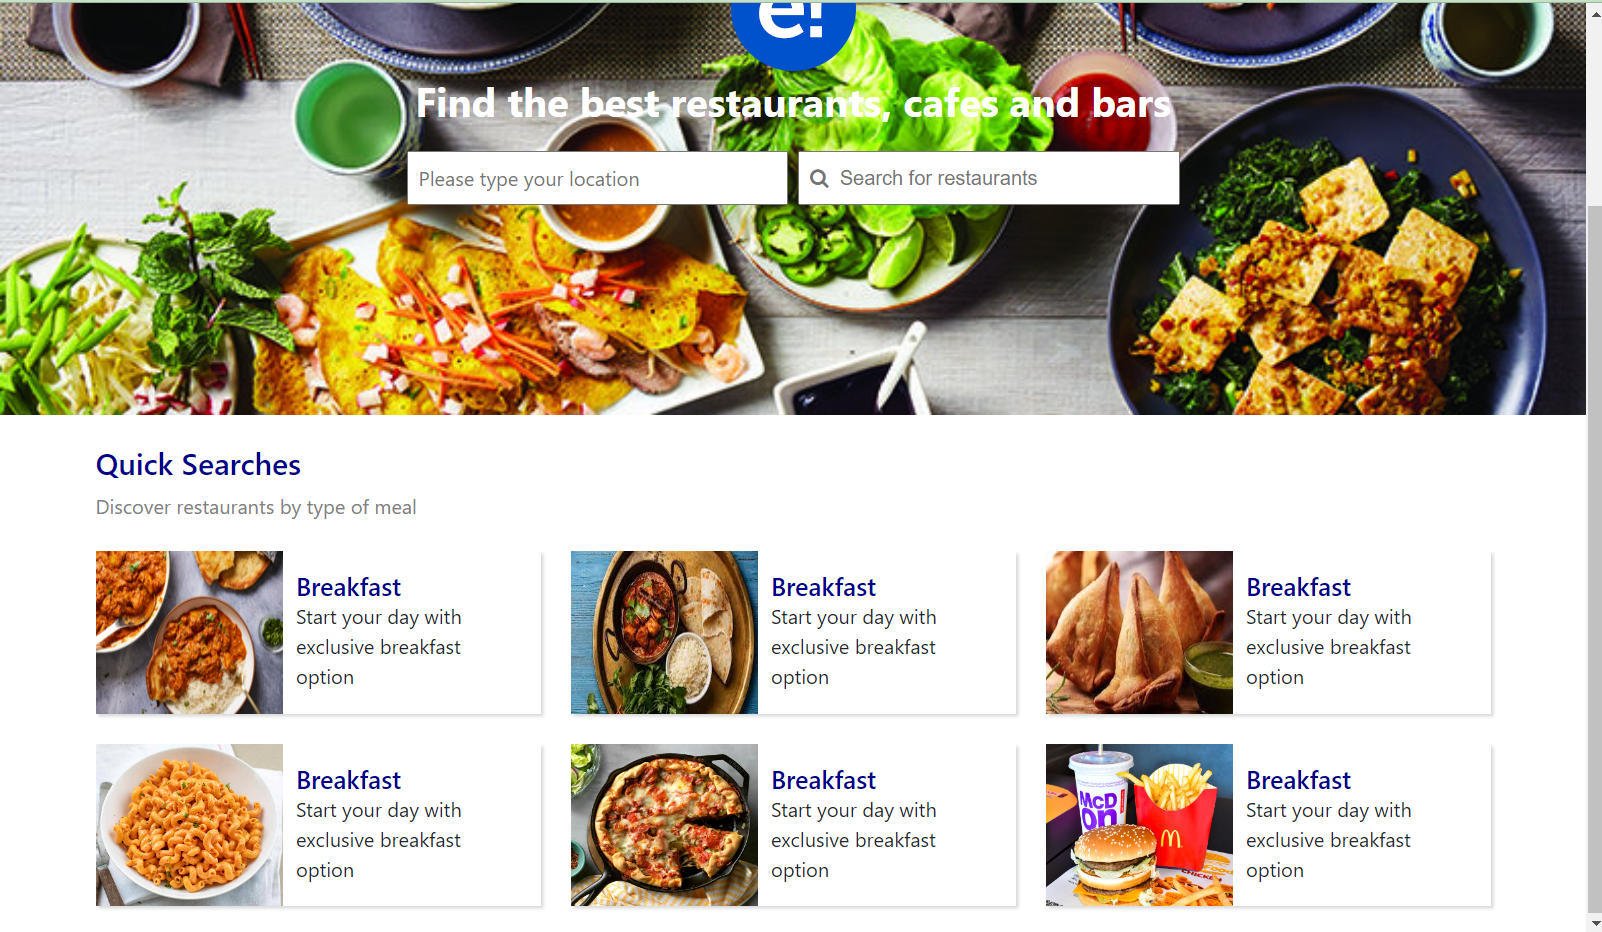 e!
Find the best restaurants, cafes and bars
Please type your location
Search for restaurants
Quick Searches
Discover restaurants by type of meal
Breakfast
Start your day with
exclusive breakfast
option
Breakfast
Start your day with
exclusive breakfast
option
Breakfast
Start your day with
exclusive breakfast
option
Breakfast
Start your day with
exclusive breakfast
option
Breakfast
Start your day with
exclusive breakfast
option
Breakfast
Start your day with
exclusive breakfast
option
McD
on
M
CHICKE